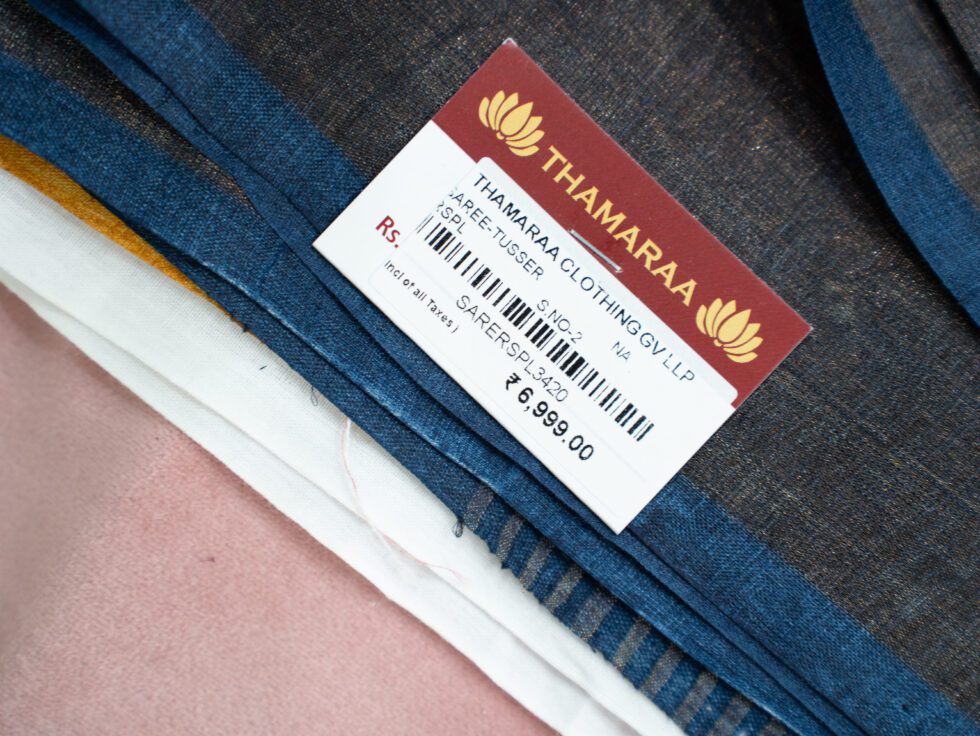 THAMARAA
THAMARAA CLOTHING GV LLP
SAREE-TUSSER
RSPL
S.NO-2 NA
Rs.
SARERSPL3420
Incl of all Taxes )
₹ 6,999.00